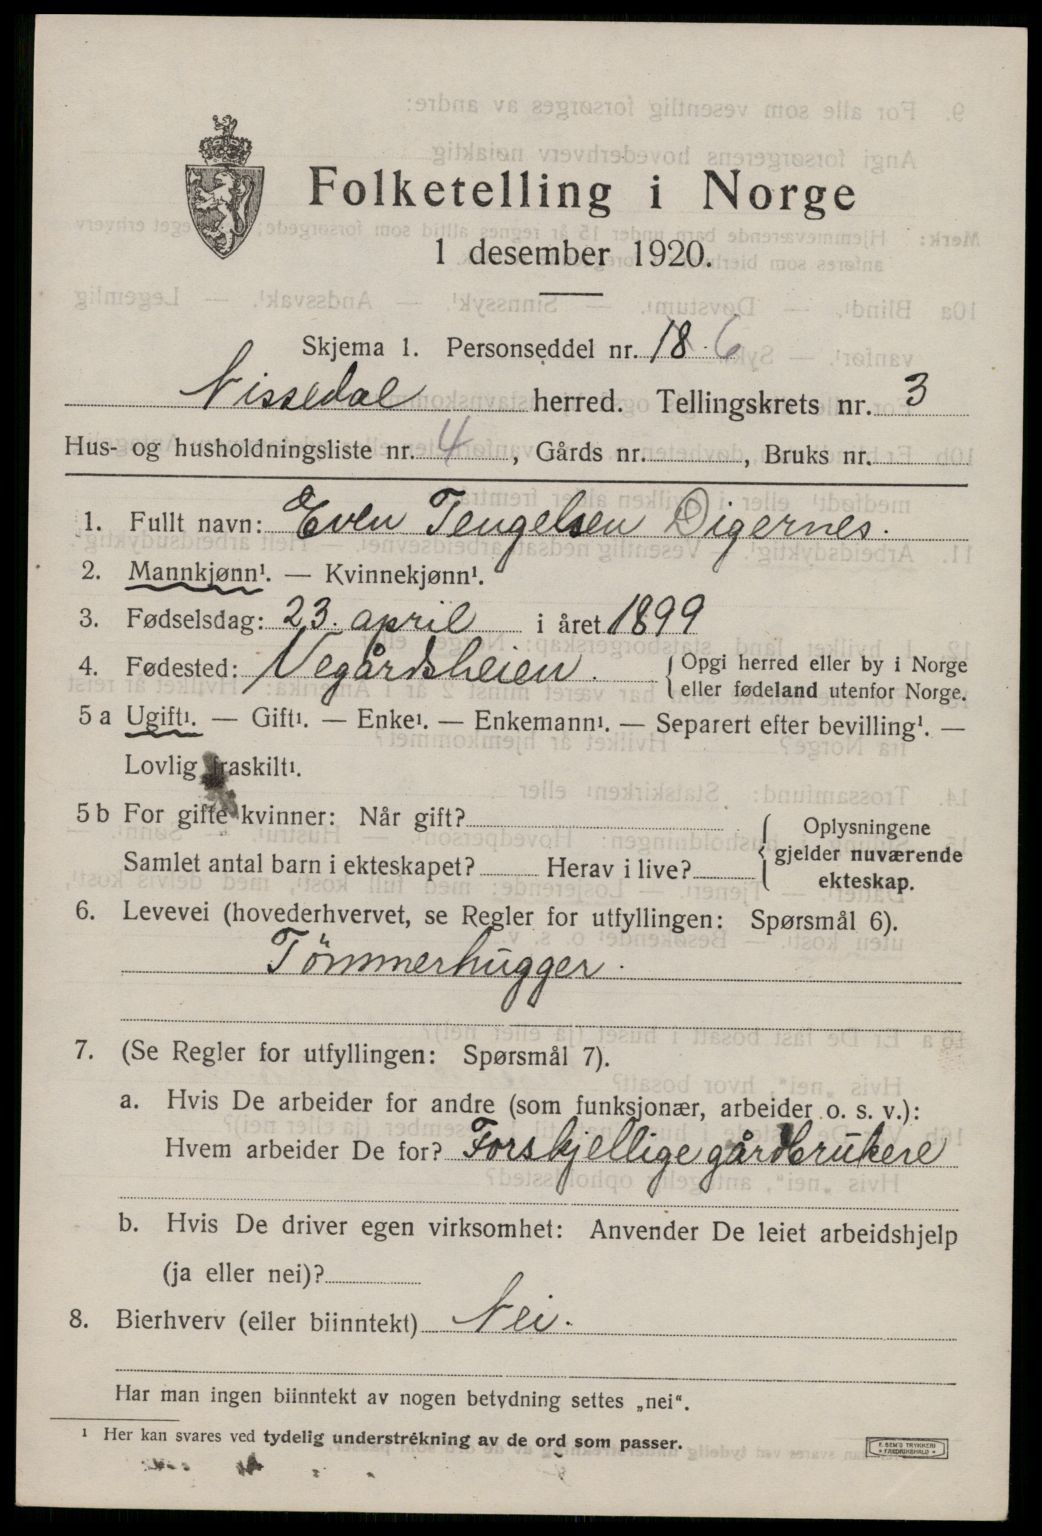 Folketelling i Norge
1 desember 1920.
Skjema 1. Personseddel nr. 18 6
Nissedal herred. Tellingskrets nr. 3
Hus- og husholdningsliste nr. 4, Gårds nr. , Bruks nr.
1. Fullt navn: Even Tengelsen Digernes.
2. Mannkjønn¹. — Kvinnekjønn¹.
3. Fødselsdag: 23. april i året 1899
4. Fødested: Vegårdsheien. { Opgi herred eller by i Norge
eller fødeland utenfor Norge.
5 a Ugift¹. — Gift¹. — Enke¹. — Enkemann¹. — Separert efter bevilling¹. —
Lovlig fraskilt¹.
5 b For gifte kvinner: Når gift?
Samlet antal barn i ekteskapet? Herav i live?
{ Oplysningene
gjelder nuværende
ekteskap.
6. Levevei (hovederhvervet, se Regler for utfyllingen: Spørsmål 6).
Tömmerhugger.
7. (Se Regler for utfyllingen: Spørsmål 7).
a. Hvis De arbeider for andre (som funksjonær, arbeider o. s. v.):
Hvem arbeider De for? Forskjellige gårdbrukere
b. Hvis De driver egen virksomhet: Anvender De leiet arbeidshjelp
(ja eller nei)?
8. Bierhverv (eller biinntekt) Nei.
Har man ingen biinntekt av nogen betydning settes „nei“.
¹ Her kan svares ved tydelig understrekning av de ord som passer.
E. SEM'S TRYKKERI
FREDRIKSHALD